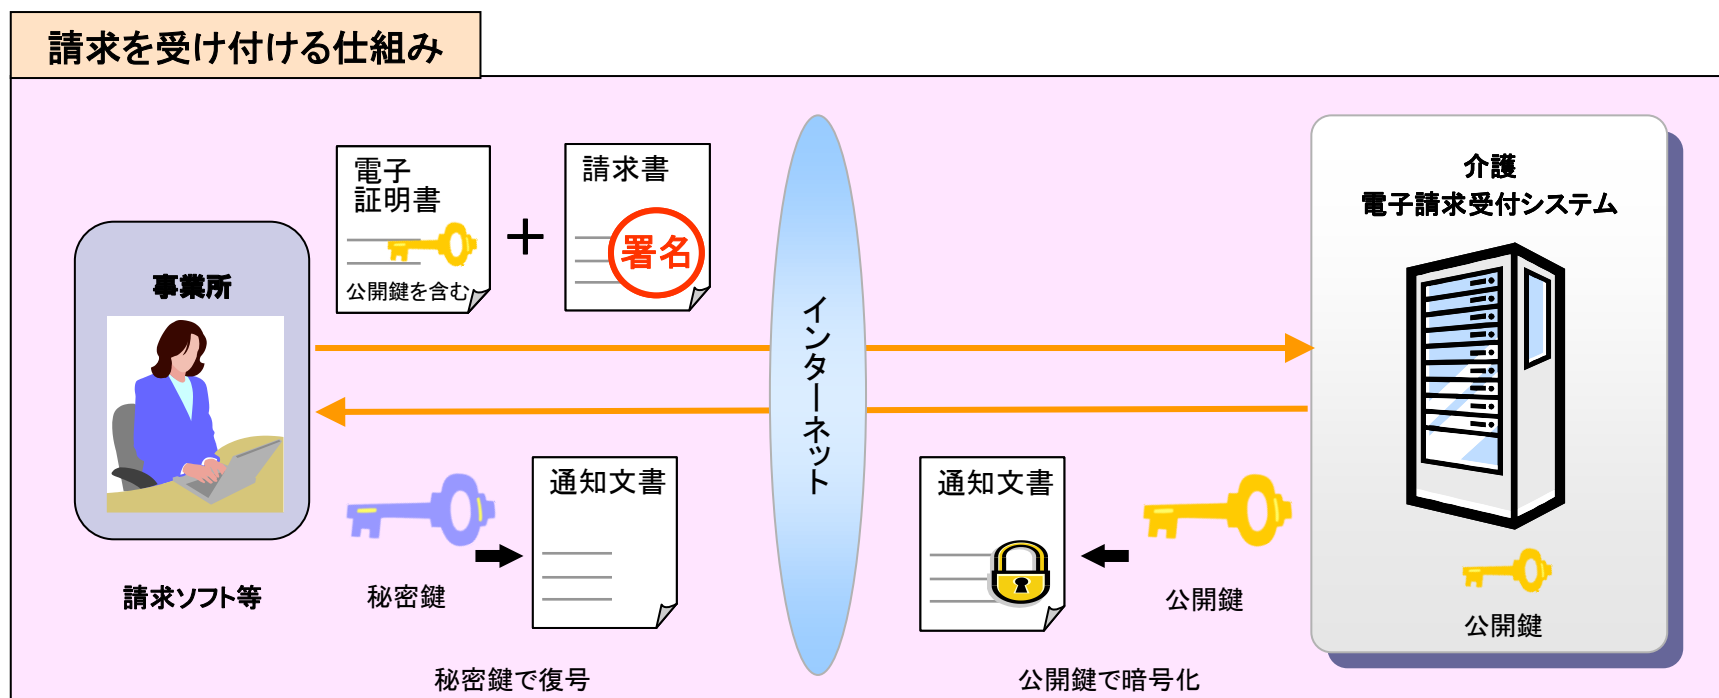 請求を受け付ける仕組み
電子
証明書
公開鍵を含む
＋
請求書
署名
事業所
請求ソフト等
インターネット
介護
電子請求受付システム
公開鍵
秘密鍵
通知文書
秘密鍵で復号
通知文書
公開鍵
公開鍵で暗号化